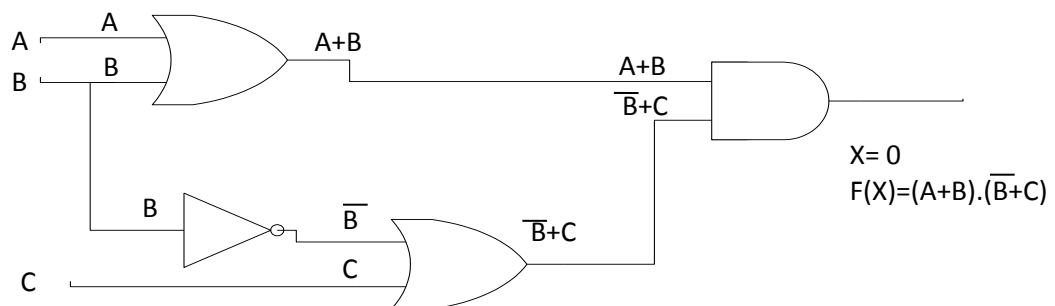 A
A
B
B
A+B
A+B
B̅+C
X= 0
F(X)=(A+B).(B̅+C)
B
B̅
B̅+C
C
C